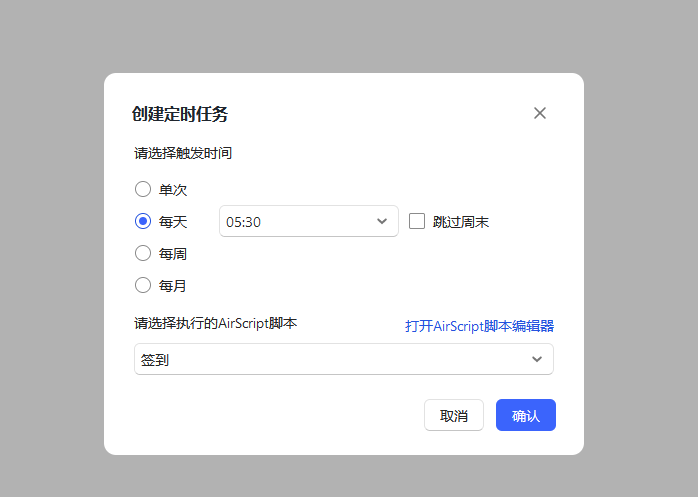 创建定时任务
请选择触发时间
单次
每天 05:30 跳过周末
每周
每月
请选择执行的AirScript脚本 打开AirScript脚本编辑器
签到
取消 确认